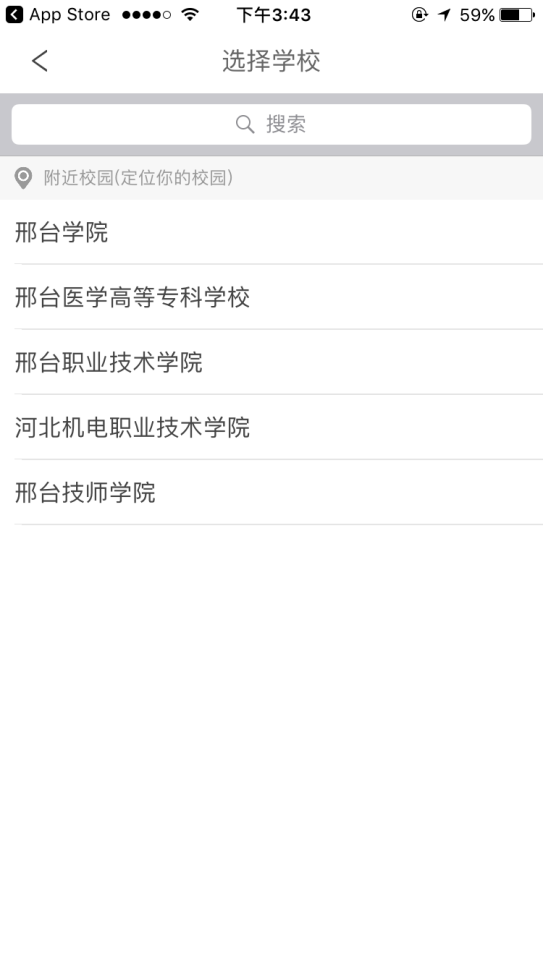 App Store
下午3:43
59%
选择学校
搜索
附近校园(定位你的校园)
邢台学院
邢台医学高等专科学校
邢台职业技术学院
河北机电职业技术学院
邢台技师学院